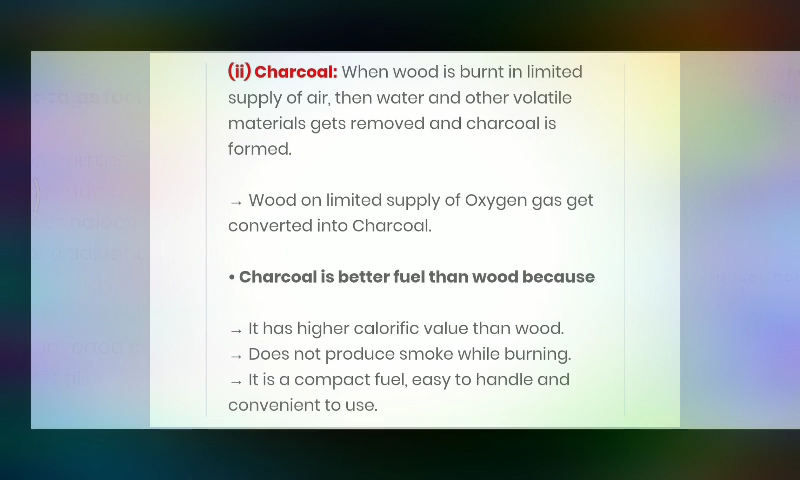 (ii) Charcoal: When wood is burnt in limited
supply of air, then water and other volatile
materials gets removed and charcoal is
formed.
→ Wood on limited supply of Oxygen gas get
converted into Charcoal.
• Charcoal is better fuel than wood because
→ It has higher calorific value than wood.
→ Does not produce smoke while burning.
→ It is a compact fuel, easy to handle and
convenient to use.